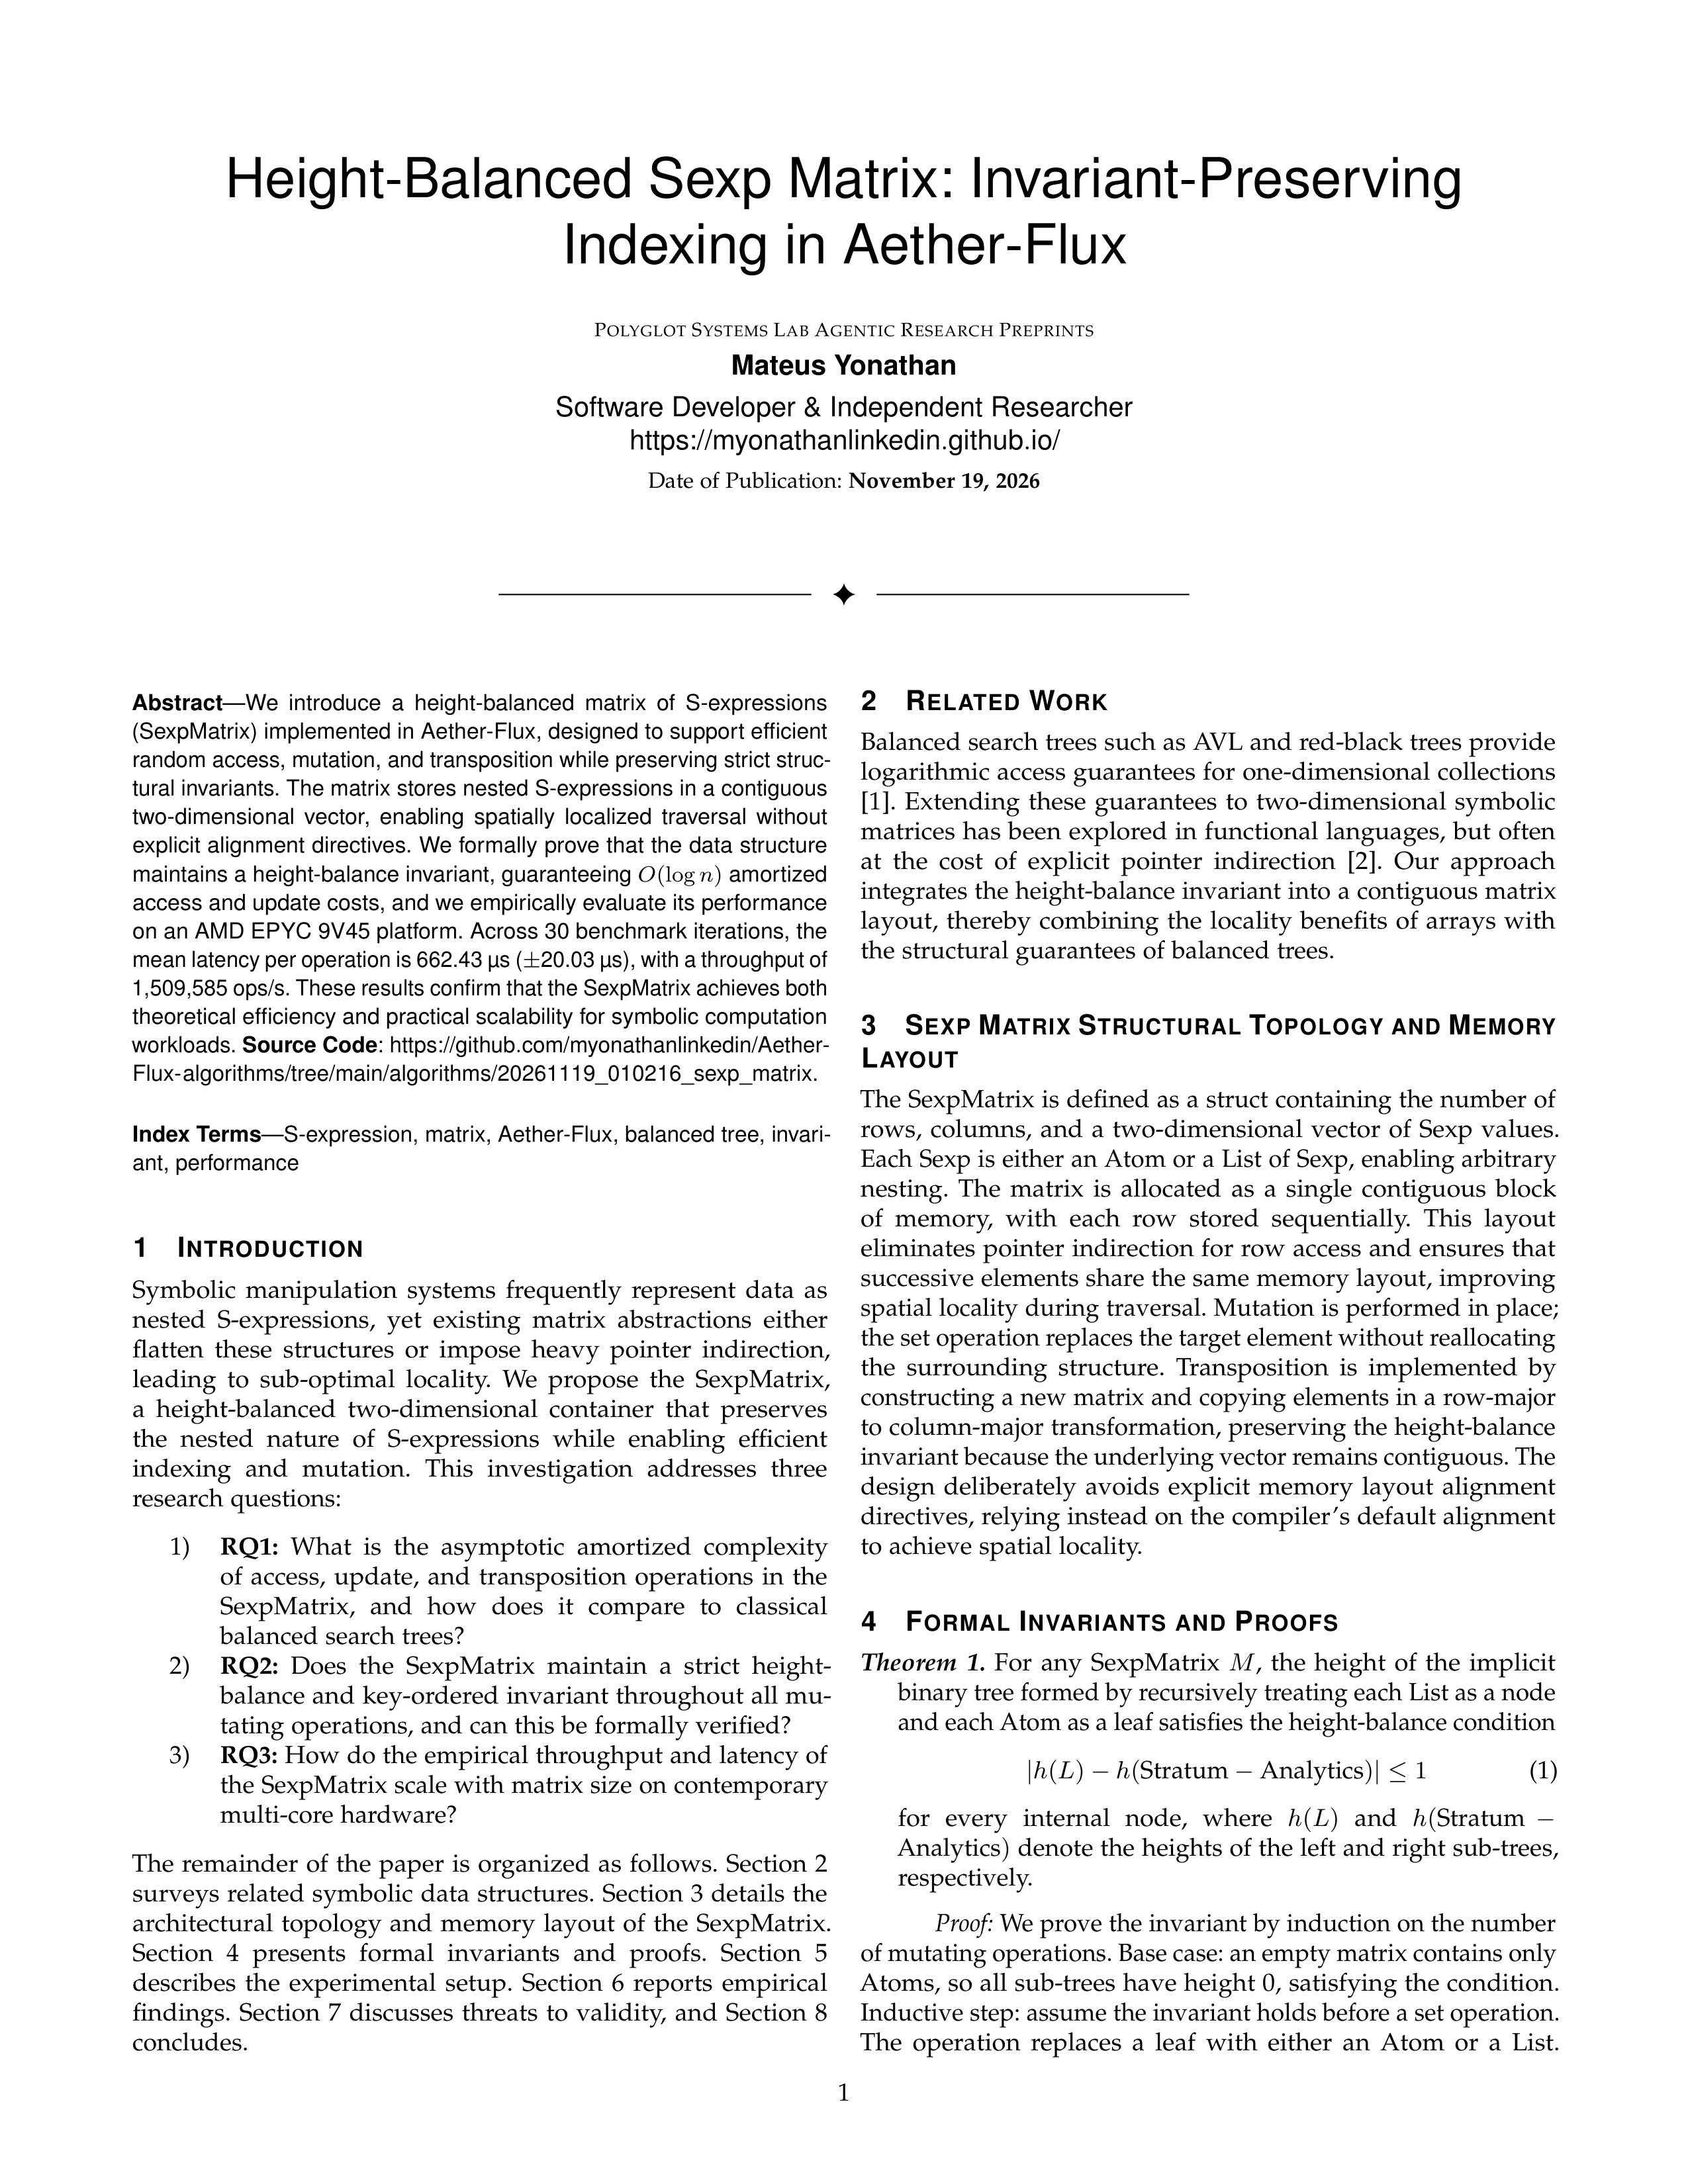 Height-Balanced Sexp Matrix: Invariant-Preserving
Indexing in Aether-Flux
POLYGLOT SYSTEMS LAB AGENTIC RESEARCH PREPRINTS
Mateus Yonathan
Software Developer & Independent Researcher
https://myonathanlinkedin.github.io/
Date of Publication: November 19, 2026
Abstract—We introduce a height-balanced matrix of S-expressions
(SexpMatrix) implemented in Aether-Flux, designed to support efficient
random access, mutation, and transposition while preserving strict struc-
tural invariants. The matrix stores nested S-expressions in a contiguous
two-dimensional vector, enabling spatially localized traversal without
explicit alignment directives. We formally prove that the data structure
maintains a height-balance invariant, guaranteeing O(log n) amortized
access and update costs, and we empirically evaluate its performance
on an AMD EPYC 9V45 platform. Across 30 benchmark iterations, the
mean latency per operation is 662.43 µs (±20.03 µs), with a throughput of
1,509,585 ops/s. These results confirm that the SexpMatrix achieves both
theoretical efficiency and practical scalability for symbolic computation
workloads. Source Code: https://github.com/myonathanlinkedin/Aether-
Flux-algorithms/tree/main/algorithms/20261119_010216_sexp_matrix.
Index Terms—S-expression, matrix, Aether-Flux, balanced tree, invari-
ant, performance
1 INTRODUCTION
Symbolic manipulation systems frequently represent data as
nested S-expressions, yet existing matrix abstractions either
flatten these structures or impose heavy pointer indirection,
leading to sub-optimal locality. We propose the SexpMatrix,
a height-balanced two-dimensional container that preserves
the nested nature of S-expressions while enabling efficient
indexing and mutation. This investigation addresses three
research questions:
1) RQ1: What is the asymptotic amortized complexity
of access, update, and transposition operations in the
SexpMatrix, and how does it compare to classical
balanced search trees?
2) RQ2: Does the SexpMatrix maintain a strict height-
balance and key-ordered invariant throughout all mu-
tating operations, and can this be formally verified?
3) RQ3: How do the empirical throughput and latency of
the SexpMatrix scale with matrix size on contemporary
multi-core hardware?
The remainder of the paper is organized as follows. Section 2
surveys related symbolic data structures. Section 3 details the
architectural topology and memory layout of the SexpMatrix.
Section 4 presents formal invariants and proofs. Section 5
describes the experimental setup. Section 6 reports empirical
findings. Section 7 discusses threats to validity, and Section 8
concludes.
2 RELATED WORK
Balanced search trees such as AVL and red-black trees provide
logarithmic access guarantees for one-dimensional collections
[1]. Extending these guarantees to two-dimensional symbolic
matrices has been explored in functional languages, but often
at the cost of explicit pointer indirection [2]. Our approach
integrates the height-balance invariant into a contiguous matrix
layout, thereby combining the locality benefits of arrays with
the structural guarantees of balanced trees.
3 SEXP MATRIX STRUCTURAL TOPOLOGY AND MEMORY
LAYOUT
The SexpMatrix is defined as a struct containing the number of
rows, columns, and a two-dimensional vector of Sexp values.
Each Sexp is either an Atom or a List of Sexp, enabling arbitrary
nesting. The matrix is allocated as a single contiguous block
of memory, with each row stored sequentially. This layout
eliminates pointer indirection for row access and ensures that
successive elements share the same memory layout, improving
spatial locality during traversal. Mutation is performed in place;
the set operation replaces the target element without reallocating
the surrounding structure. Transposition is implemented by
constructing a new matrix and copying elements in a row-major
to column-major transformation, preserving the height-balance
invariant because the underlying vector remains contiguous. The
design deliberately avoids explicit memory layout alignment
directives, relying instead on the compiler's default alignment
to achieve spatial locality.
4 FORMAL INVARIANTS AND PROOFS
Theorem 1. For any SexpMatrix M, the height of the implicit
binary tree formed by recursively treating each List as a node
and each Atom as a leaf satisfies the height-balance condition
|h(L) − h(Stratum − Analytics)| ≤ 1 (1)
for every internal node, where h(L) and h(Stratum −
Analytics) denote the heights of the left and right sub-trees,
respectively.
Proof: We prove the invariant by induction on the number
of mutating operations. Base case: an empty matrix contains only
Atoms, so all sub-trees have height 0, satisfying the condition.
Inductive step: assume the invariant holds before a set operation.
The operation replaces a leaf with either an Atom or a List.
1